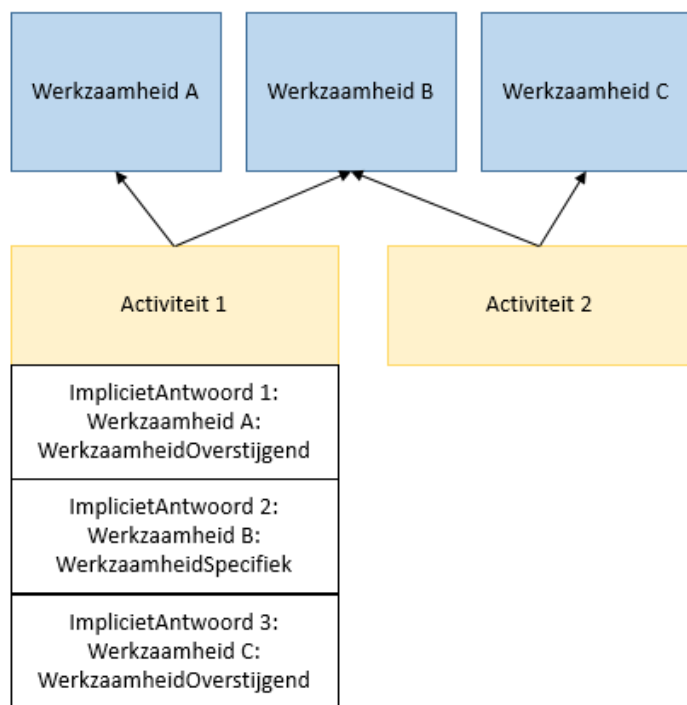 Werkzaamheid A
Werkzaamheid B
Werkzaamheid C
Activiteit 1
Activiteit 2
ImplicietAntwoord 1:
Werkzaamheid A:
WerkzaamheidOverstijgend
ImplicietAntwoord 2:
Werkzaamheid B:
WerkzaamheidSpecifiek
ImplicietAntwoord 3:
Werkzaamheid C:
WerkzaamheidOverstijgend